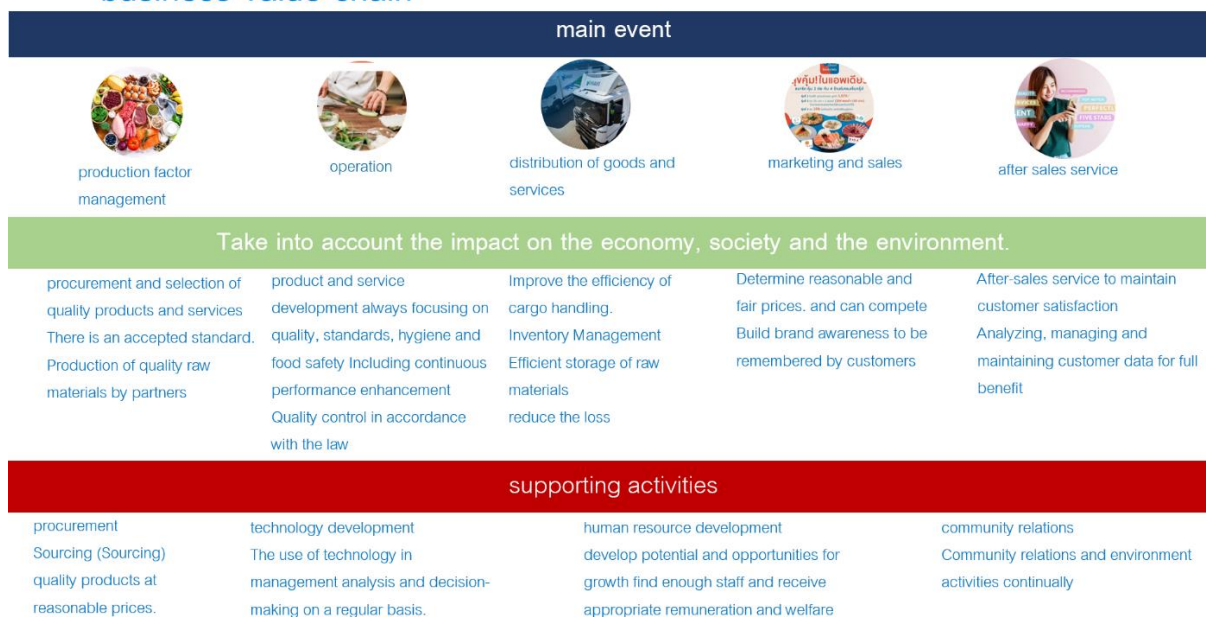 business value chain
main event
production factor
management
operation
distribution of goods and
services
marketing and sales
after sales service
Take into account the impact on the economy, society and the environment.
procurement and selection of
quality products and services
There is an accepted standard.
Production of quality raw
materials by partners
product and service
development always focusing on
quality, standards, hygiene and
food safety Including continuous
performance enhancement
Quality control in accordance
with the law
Improve the efficiency of
cargo handling.
Inventory Management
Efficient storage of raw
materials
reduce the loss
Determine reasonable and
fair prices. and can compete
Build brand awareness to be
remembered by customers
After-sales service to maintain
customer satisfaction
Analyzing, managing and
maintaining customer data for full
benefit
supporting activities
procurement
Sourcing (Sourcing)
quality products at
reasonable prices.
technology development
The use of technology in
management analysis and decision-
making on a regular basis.
human resource development
develop potential and opportunities for
growth find enough staff and receive
appropriate remuneration and welfare
community relations
Community relations and environment
activities continually
PERFECT
FIVE STARS